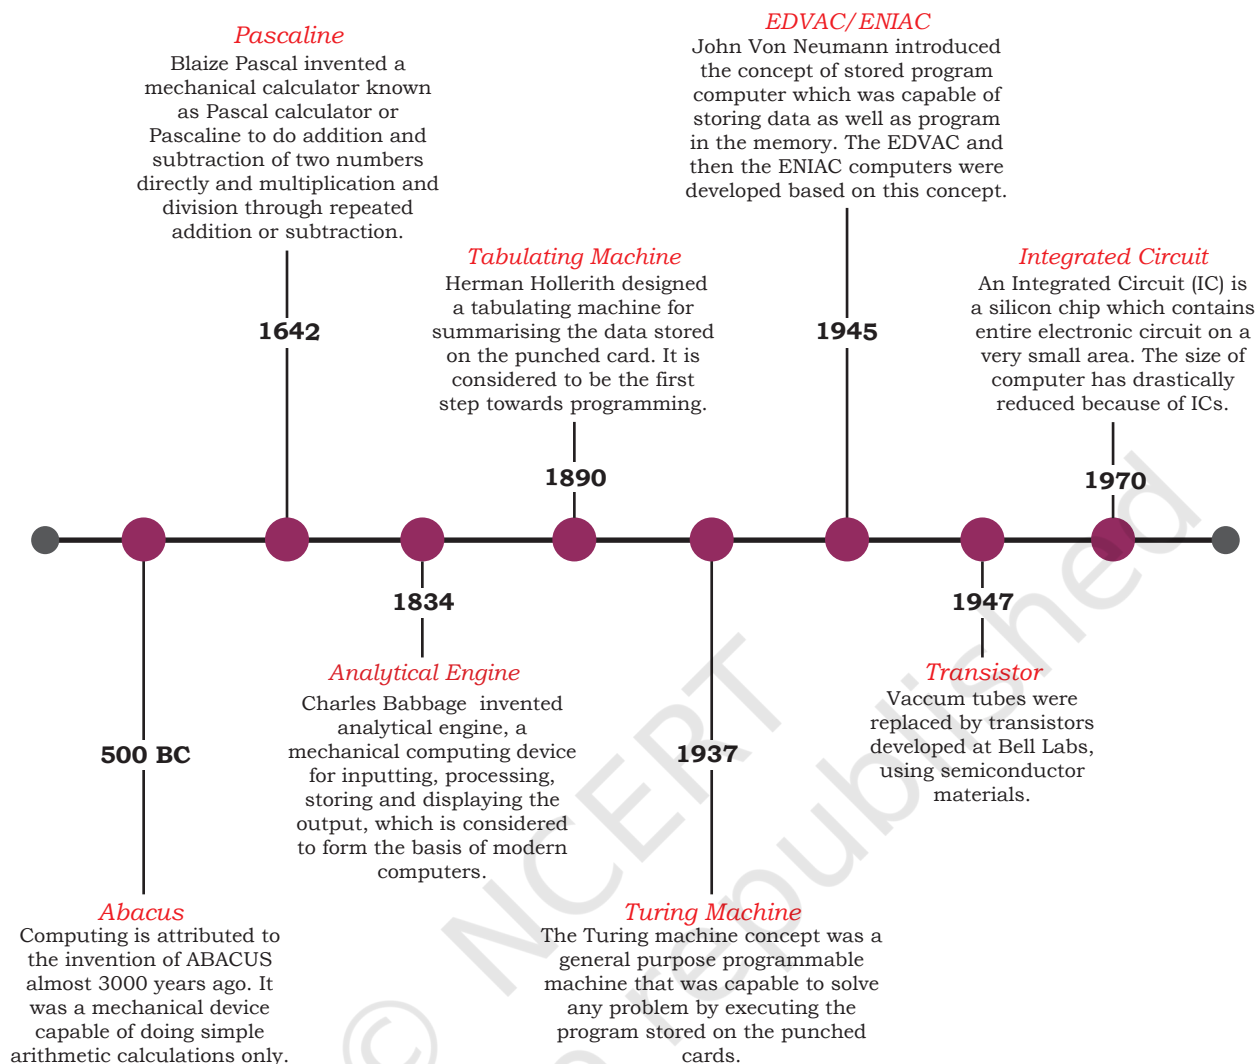 Pascaline
Blaize Pascal invented a
mechanical calculator known
as Pascal calculator or
Pascaline to do addition and
subtraction of two numbers
directly and multiplication and
division through repeated
addition or subtraction.
1642
EDVAC/ENIAC
John Von Neumann introduced
the concept of stored program
computer which was capable of
storing data as well as program
in the memory. The EDVAC and
then the ENIAC computers were
developed based on this concept.
1945
Tabulating Machine
Herman Hollerith designed
a tabulating machine for
summarising the data stored
on the punched card. It is
considered to be the first
step towards programming.
1890
Integrated Circuit
An Integrated Circuit (IC) is
a silicon chip which contains
entire electronic circuit on a
very small area. The size of
computer has drastically
reduced because of ICs.
1970
500 BC
Abacus
Computing is attributed to
the invention of ABACUS
almost 3000 years ago. It
was a mechanical device
capable of doing simple
arithmetic calculations only.
1834
Analytical Engine
Charles Babbage invented
analytical engine, a
mechanical computing device
for inputting, processing,
storing and displaying the
output, which is considered
to form the basis of modern
computers.
1937
Turing Machine
The Turing machine concept was a
general purpose programmable
machine that was capable to solve
any problem by executing the
program stored on the punched
cards.
1947
Transistor
Vaccum tubes were
replaced by transistors
developed at Bell Labs,
using semiconductor
materials.
© NCERT
republished